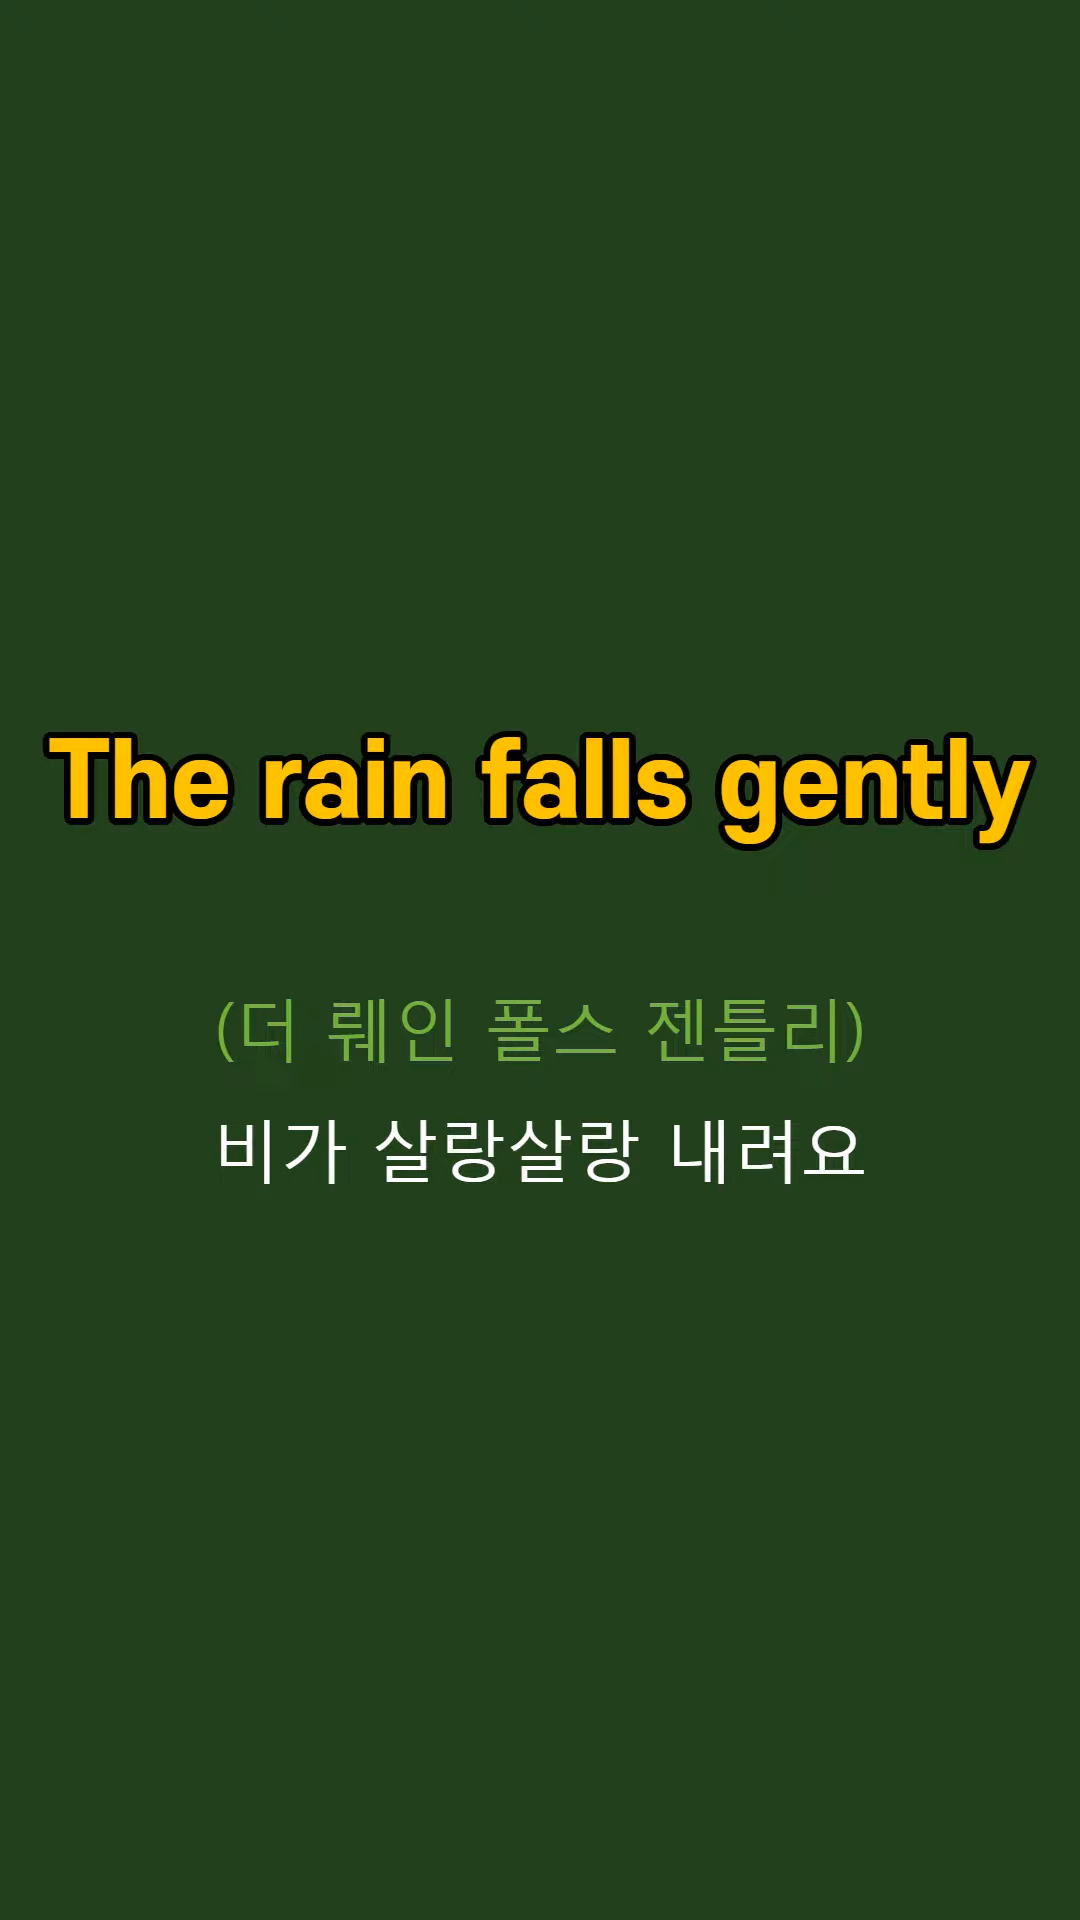 The rain falls gently
(더 뤠인 폴스 젠틀리)
비가 살랑살랑 내려요